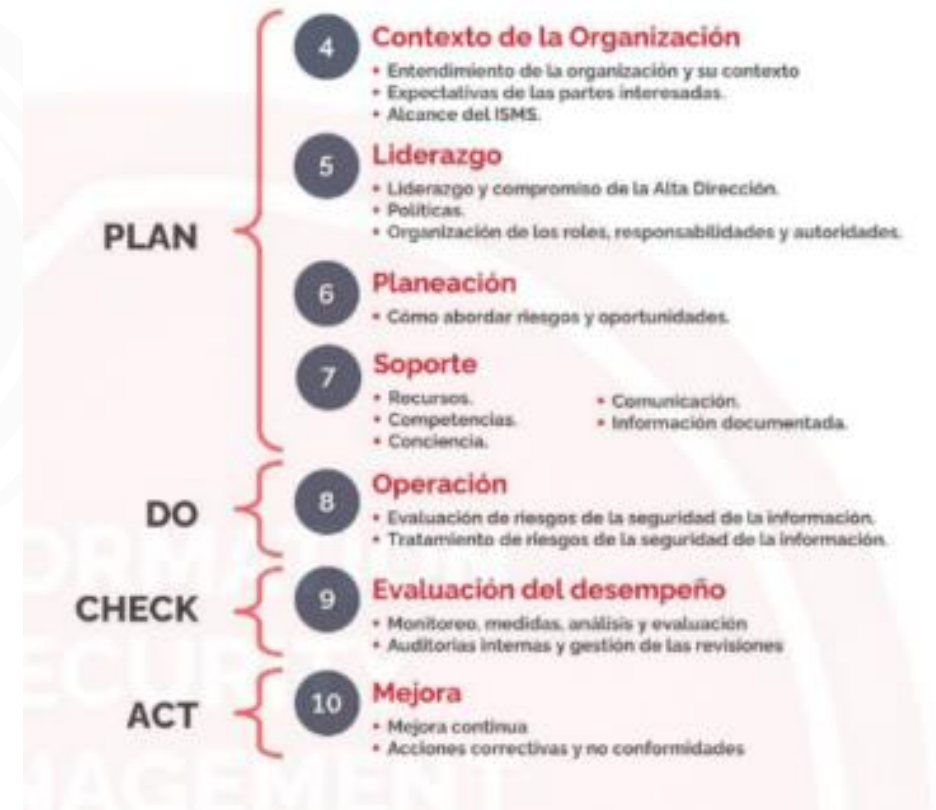 4
Contexto de la Organización
• Entendimiento de la organización y su contexto
• Expectativas de las partes interesadas.
• Alcance del ISMS.
5
Liderazgo
• Liderazgo y compromiso de la Alta Dirección.
• Políticas.
• Organización de los roles, responsabilidades y autoridades.
PLAN
6
Planeación
• Cómo abordar riesgos y oportunidades.
7
Soporte
• Recursos.
• Competencias.
• Conciencia.
• Comunicación.
• Información documentada.
DO
8
Operación
• Evaluación de riesgos de la seguridad de la información.
• Tratamiento de riesgos de la seguridad de la información.
CHECK
9
Evaluación del desempeño
• Monitoreo, medidas, análisis y evaluación
• Auditorias internas y gestión de las revisiones
ACT
10
Mejora
• Mejora continua
• Acciones correctivas y no conformidades